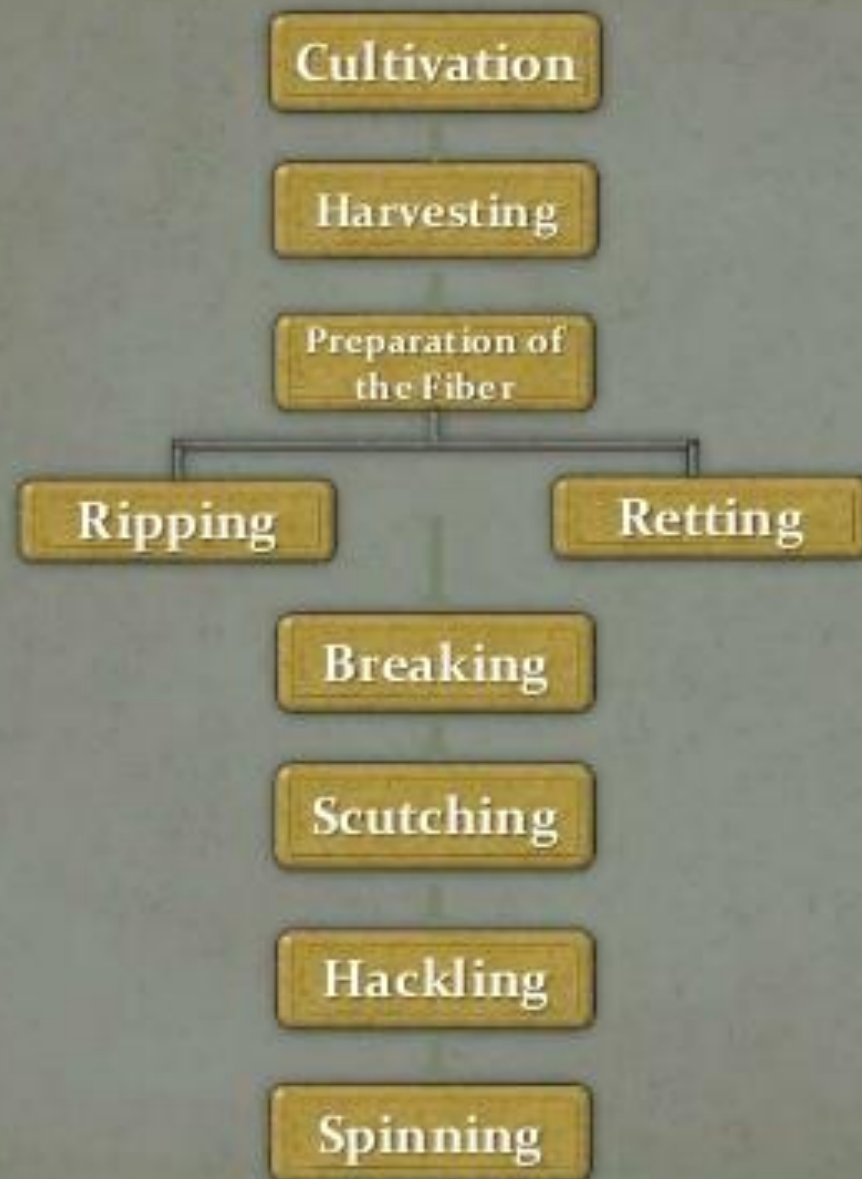 Cultivation
Harvesting
Preparation of
the Fiber
Ripping
Retting
Breaking
Scutching
Hackling
Spinning